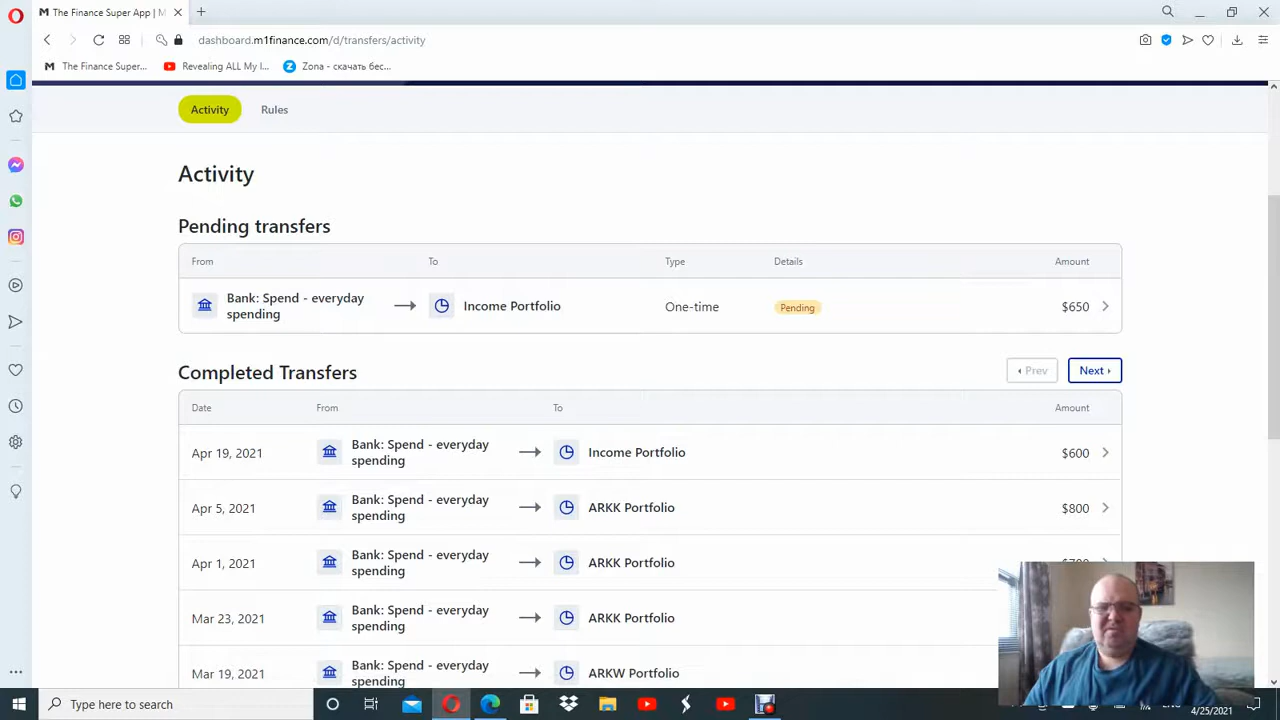 The Finance Super App | M
dashboard.m1finance.com/d/transfers/activity
The Finance Super...
Revealing ALL My I...
Zona - скачать бес...
Activity
Rules
Activity
Pending transfers
From To Type Details Amount
Bank: Spend - everyday
spending
Income Portfolio
One-time
Pending
$650
Completed Transfers
Prev
Next
Date From To Amount
Apr 19, 2021
Bank: Spend - everyday
spending
Income Portfolio
$600
Apr 5, 2021
Bank: Spend - everyday
spending
ARKK Portfolio
$800
Apr 1, 2021
Bank: Spend - everyday
spending
ARKK Portfolio
Mar 23, 2021
Bank: Spend - everyday
spending
ARKK Portfolio
Mar 19, 2021
Bank: Spend - everyday
spending
ARKW Portfolio
Type here to search
4/25/2021